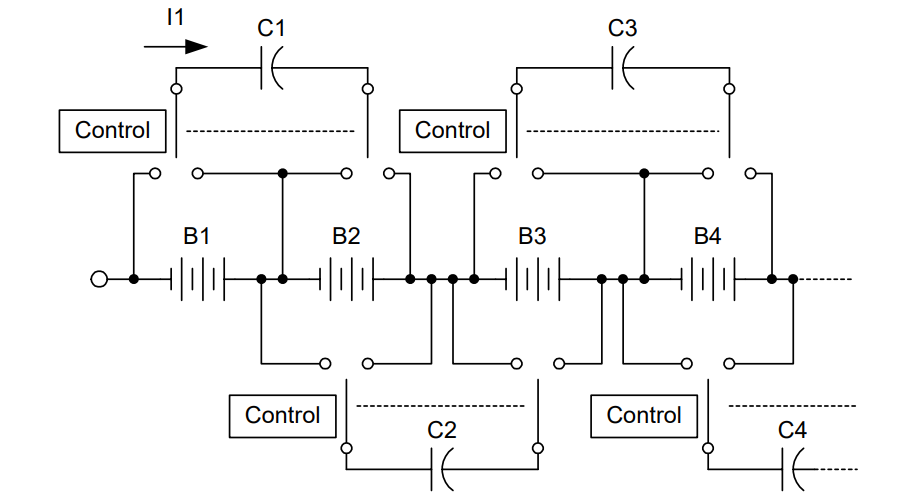 I1
C1
C3
Control
Control
B1
B2
B3
B4
Control
C2
Control
C4